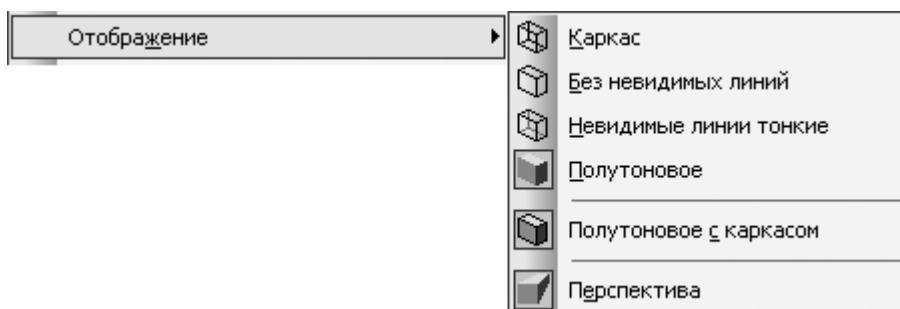 Отображение
Каркас
Без невидимых линий
Невидимые линии тонкие
Полутоновое
Полутоновое с каркасом
Перспектива